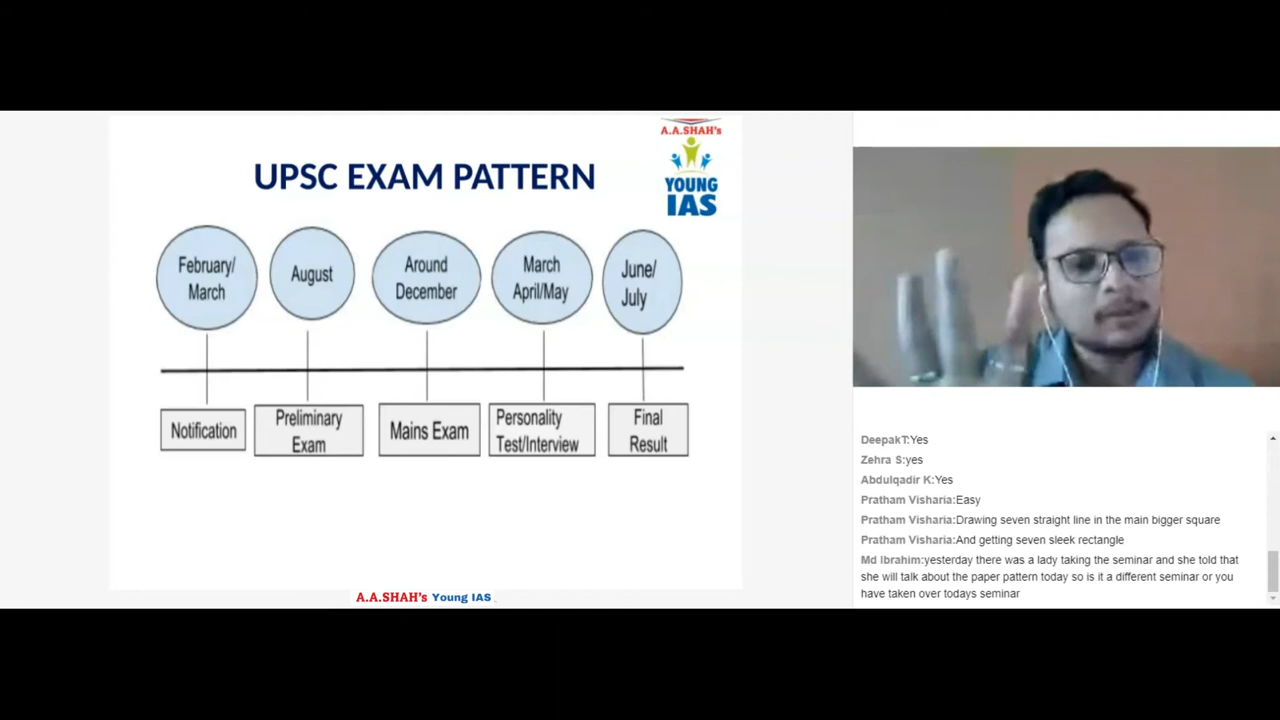 A.A.SHAH's
YOUNG
IAS
UPSC EXAM PATTERN
February/
March
August
Around
December
March
April/May
June/
July
Notification
Preliminary
Exam
Mains Exam
Personality
Test/Interview
Final
Result
A.A.SHAH's Young IAS
DeepakT:Yes
Zehra S:yes
Abdulqadir K:Yes
Pratham Visharia:Easy
Pratham Visharia:Drawing seven straight line in the main bigger square
Pratham Visharia:And getting seven sleek rectangle
Md Ibrahim:yesterday there was a lady taking the seminar and she told that
she will talk about the paper pattern today so is it a different seminar or you
have taken over todays seminar